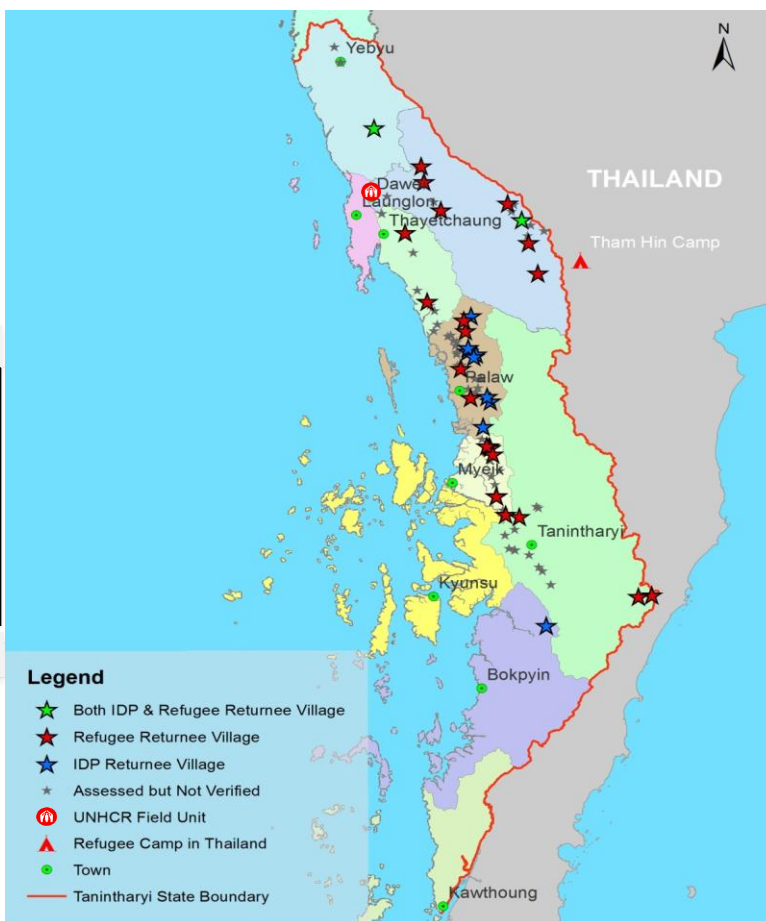 N
Yebyu
THAILAND
Dawei
Launglon
Thayetchaung
Tham Hin Camp
Palaw
Myeik
Tanintharyi
Kyunsu
Bokpyin
Kawthoung
Legend
Both IDP & Refugee Returnee Village
Refugee Returnee Village
IDP Returnee Village
Assessed but Not Verified
UNHCR Field Unit
Refugee Camp in Thailand
Town
Tanintharyi State Boundary